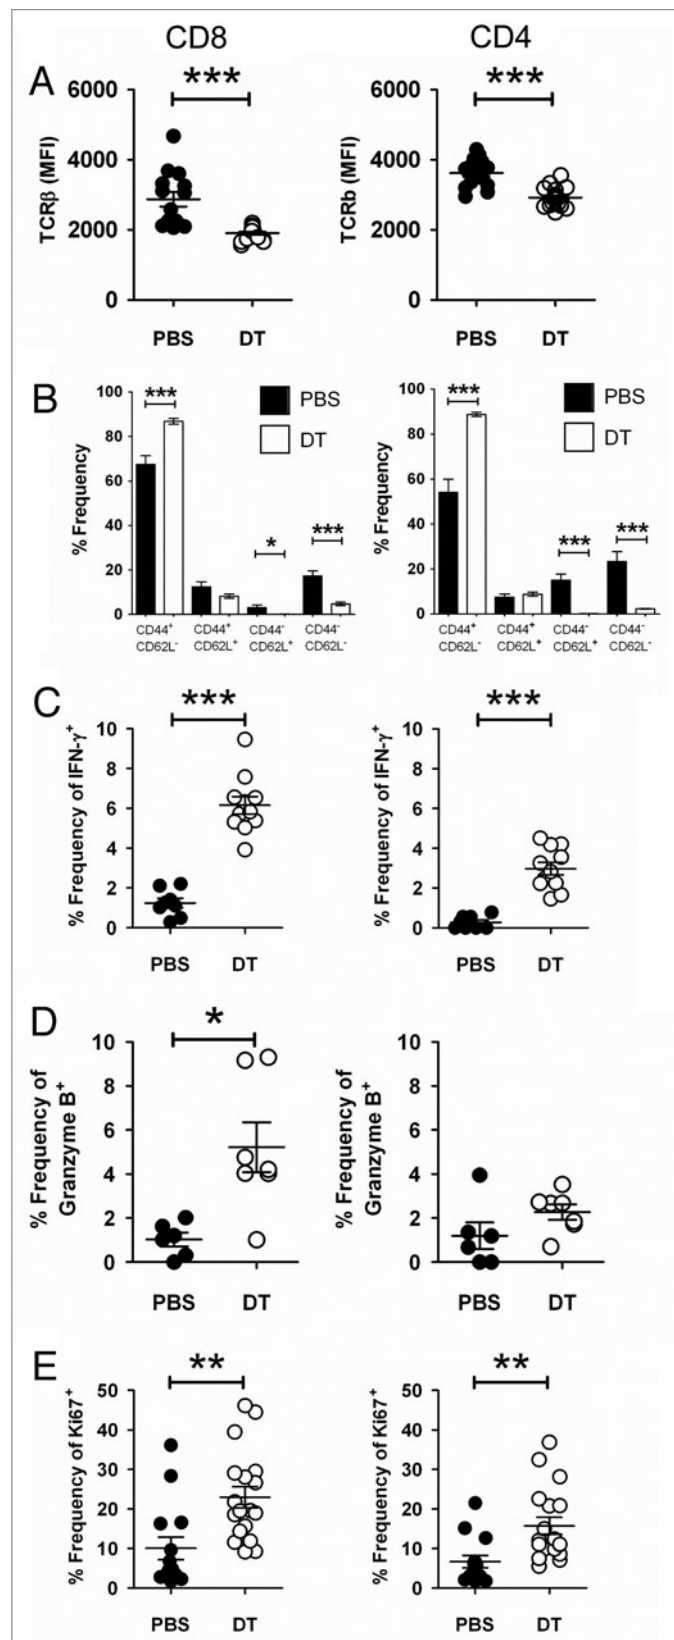 CD8 CD4
A
*** ***
TCRβ (MFI) TCRb (MFI)
6000 6000
4000 4000
2000 2000
0 0
PBS DT PBS DT
B
% Frequency % Frequency
100 100
80 80
60 60
40 40
20 20
0 0
*** * *** *** *** ***
PBS PBS
DT DT
CD44⁺ CD44⁺ CD44⁻ CD44⁻ CD44⁺ CD44⁺ CD44⁻ CD44⁻
CD62L⁻ CD62L⁺ CD62L⁺ CD62L⁻ CD62L⁻ CD62L⁺ CD62L⁺ CD62L⁻
C
*** ***
% Frequency of IFN-γ⁺ % Frequency of IFN-γ⁺
10 10
8 8
6 6
4 4
2 2
0 0
PBS DT PBS DT
D
*
% Frequency of % Frequency of
Granzyme B⁺ Granzyme B⁺
10 10
8 8
6 6
4 4
2 2
0 0
PBS DT PBS DT
E
** **
% Frequency of Ki67⁺ % Frequency of Ki67⁺
50 50
40 40
30 30
20 20
10 10
0 0
PBS DT PBS DT